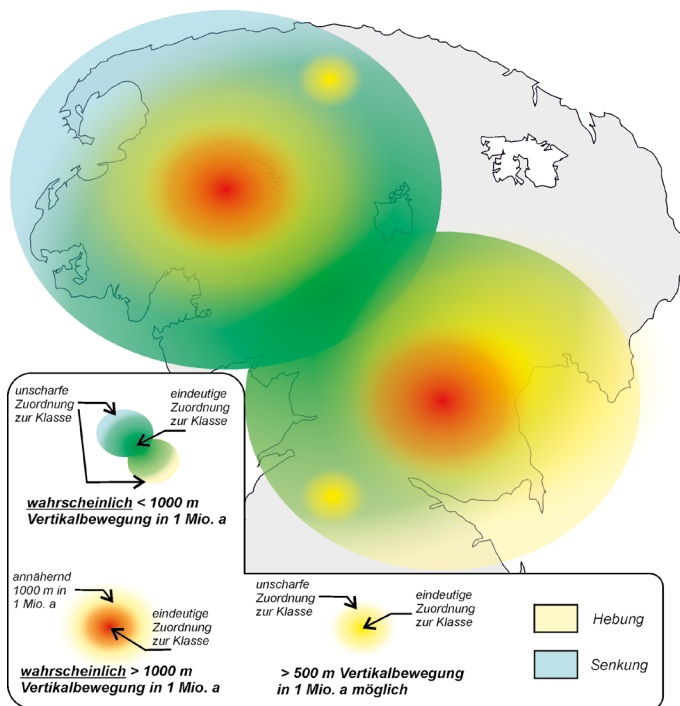 unscharfe
Zuordnung
zur Klasse
eindeutige
Zuordnung
zur Klasse
wahrscheinlich < 1000 m
Vertikalbewegung in 1 Mio. a
annähernd
1000 m in
1 Mio. a
eindeutige
Zuordnung
zur Klasse
wahrscheinlich > 1000 m
Vertikalbewegung in 1 Mio. a
unscharfe
Zuordnung
zur Klasse
eindeutige
Zuordnung
zur Klasse
> 500 m Vertikalbewegung
in 1 Mio. a möglich
Hebung
Senkung